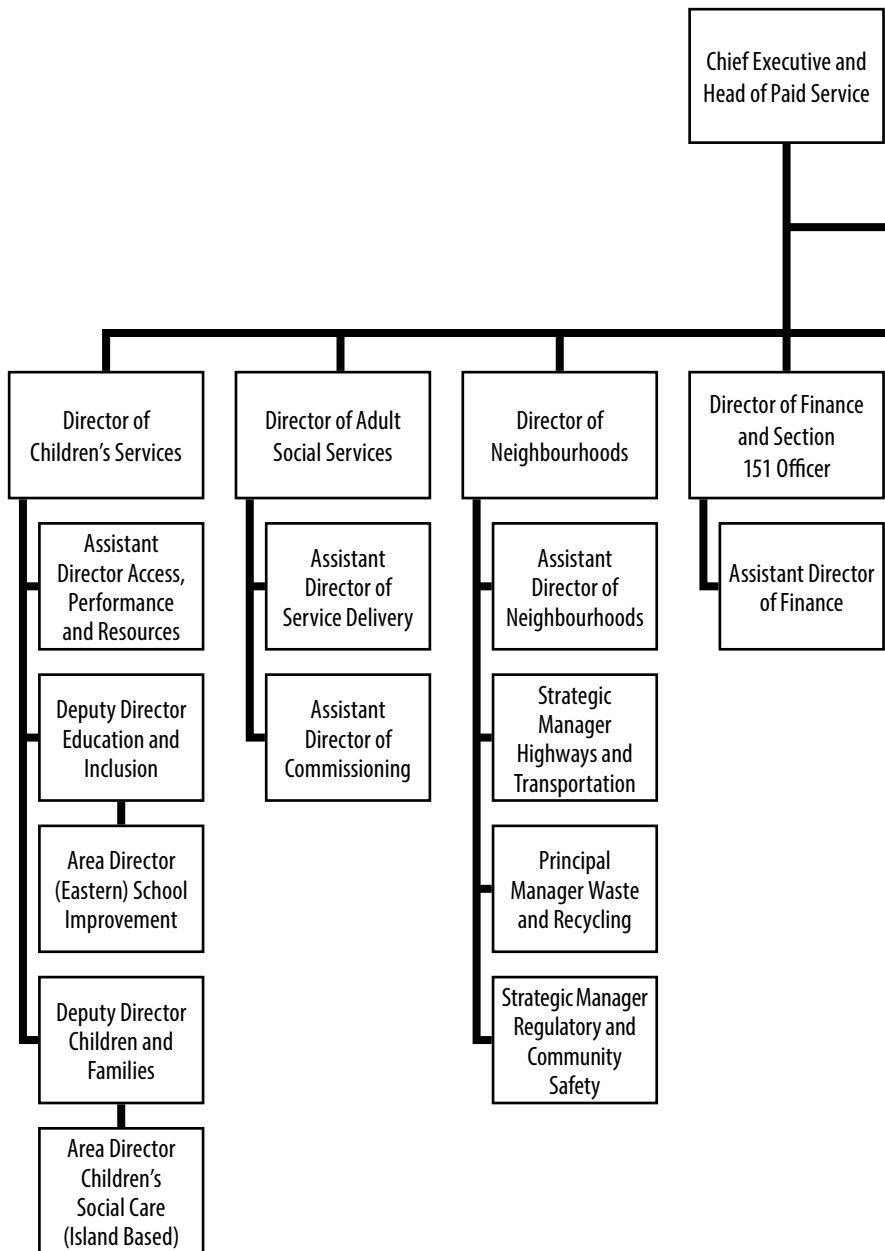 Chief Executive and
Head of Paid Service
Director of
Children's Services
Assistant
Director Access,
Performance
and Resources
Deputy Director
Education and
Inclusion
Area Director
(Eastern) School
Improvement
Deputy Director
Children and
Families
Area Director
Children's
Social Care
(Island Based)
Director of Adult
Social Services
Assistant
Director of
Service Delivery
Assistant
Director of
Commissioning
Director of
Neighbourhoods
Assistant
Director of
Neighbourhoods
Strategic
Manager
Highways and
Transportation
Principal
Manager Waste
and Recycling
Strategic Manager
Regulatory and
Community
Safety
Director of Finance
and Section
151 Officer
Assistant Director
of Finance